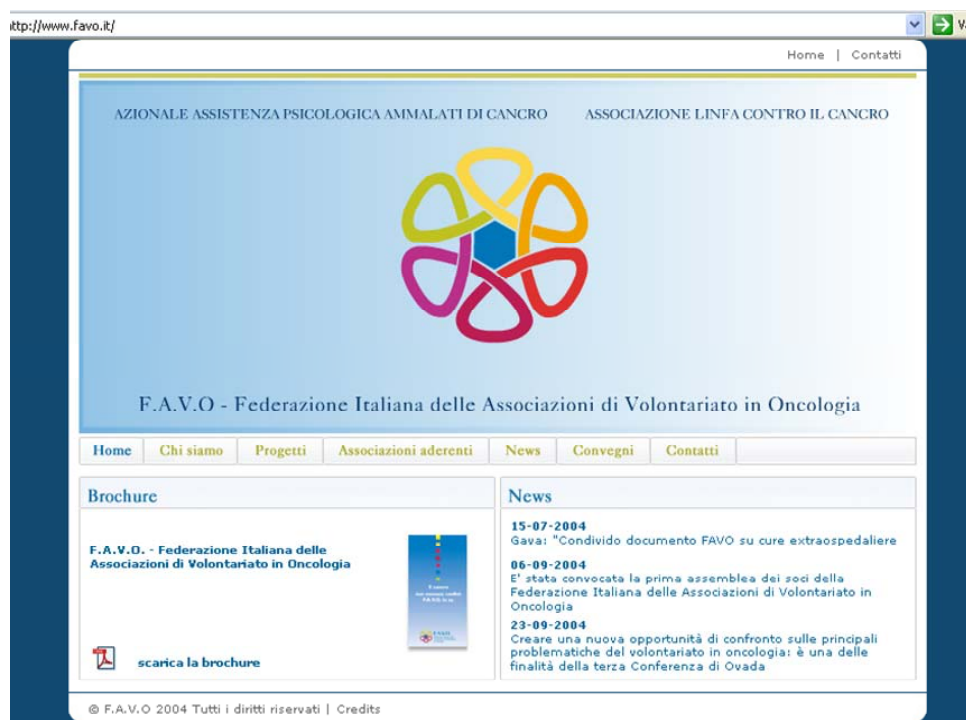 ttp://www.favo.it/
Home | Contatti
AZIONALE ASSISTENZA PSICOLOGICA AMMALATI DI CANCRO ASSOCIAZIONE LINFA CONTRO IL CANCRO
F.A.V.O - Federazione Italiana delle Associazioni di Volontariato in Oncologia
Home Chi siamo Progetti Associazioni aderenti News Convegni Contatti
Brochure
F.A.V.O. - Federazione Italiana delle
Associazioni di Volontariato in Oncologia
scarica la brochure
News
15-07-2004
Gava: "Condivido documento FAVO su cure extraospedaliere
06-09-2004
E' stata convocata la prima assemblea dei soci della
Federazione Italiana delle Associazioni di Volontariato in
Oncologia
23-09-2004
Creare una nuova opportunità di confronto sulle principali
problematiche del volontariato in oncologia: è una delle
finalità della terza Conferenza di Ovada
© F.A.V.O 2004 Tutti i diritti riservati | Credits